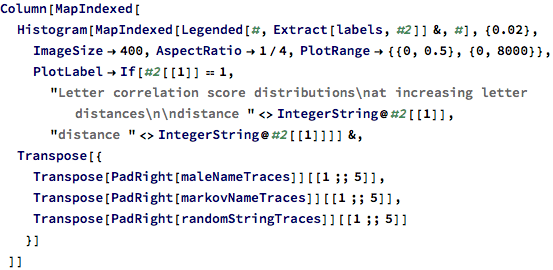 Column[MapIndexed[
Histogram[MapIndexed[Legended[#, Extract[labels, #2]] &, #], {0.02},
ImageSize → 400, AspectRatio → 1 / 4, PlotRange → {{0, 0.5}, {0, 8000}},
PlotLabel → If[#2[[1]] == 1,
"Letter correlation score distributions\nat increasing letter
distances\n\ndistance " <> IntegerString@#2[[1]],
"distance " <> IntegerString@#2[[1]]]] &,
Transpose[{
Transpose[PadRight[maleNameTraces]][[1 ;; 5]],
Transpose[PadRight[markovNameTraces]][[1 ;; 5]],
Transpose[PadRight[randomStringTraces]][[1 ;; 5]]
}]
]]